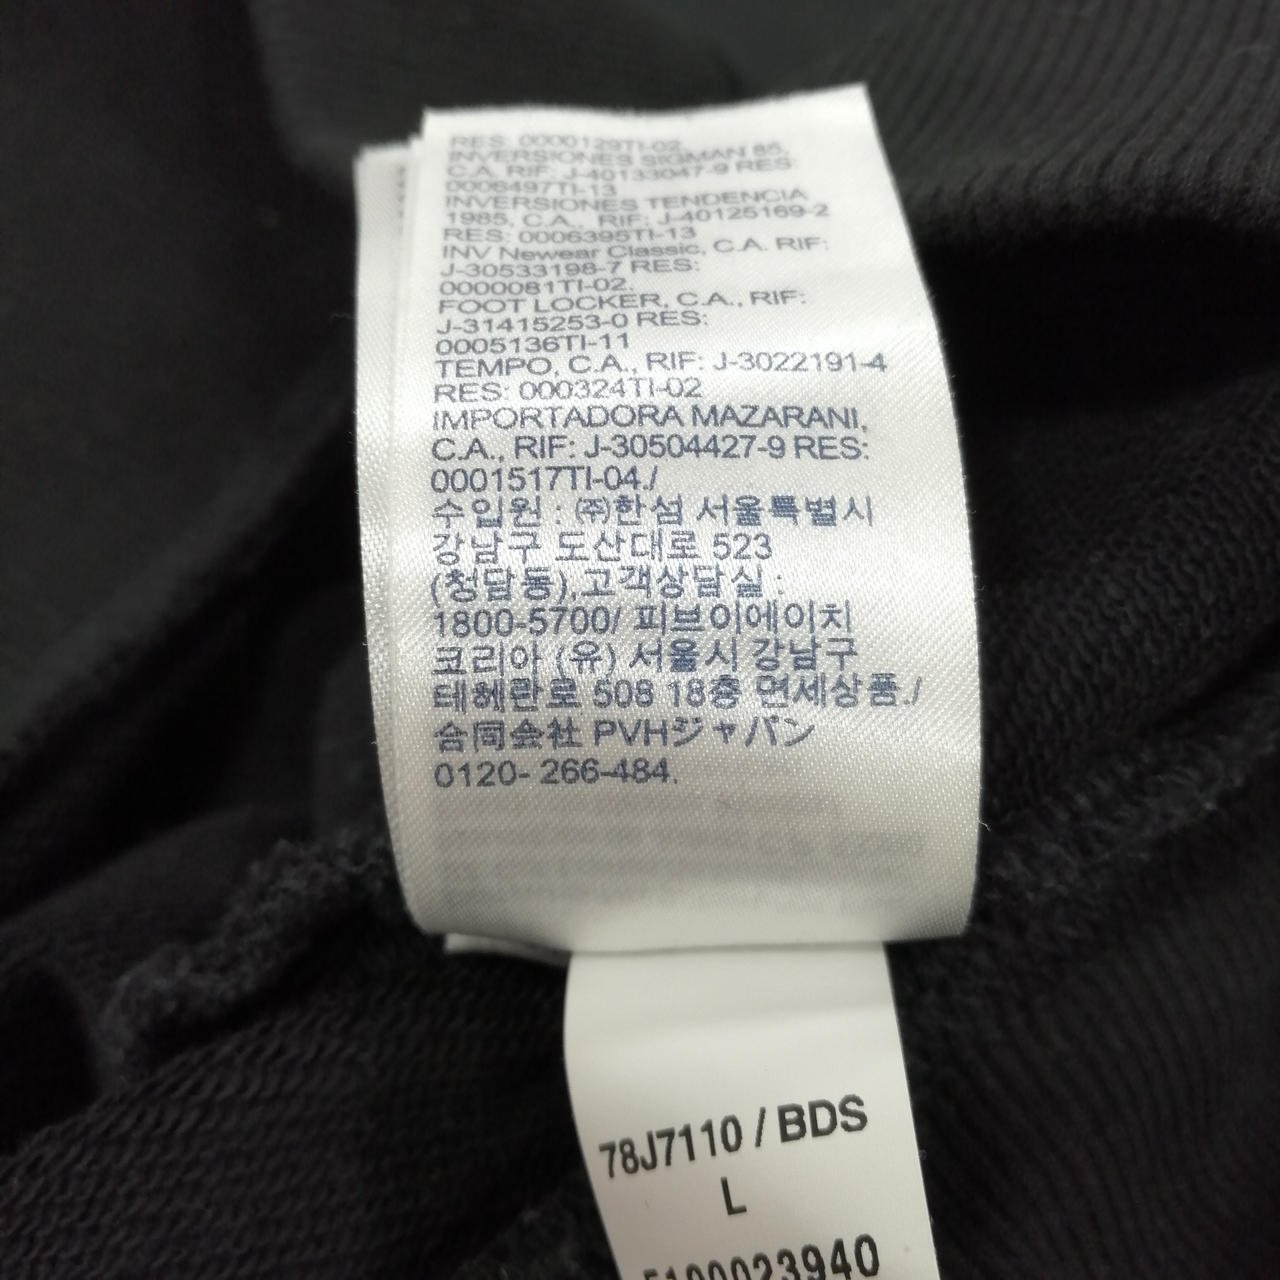 RES: 0000129TI-02
INVERSIONES SIGMAN 85,
C.A. RIF: J-40133047-9 RES:
0006497TI-13
INVERSIONES TENDENCIA
1985, C.A., RIF: J-40125169-2
RES: 0006395TI-13
INV Newear Classic, C.A. RIF:
J-30533198-7 RES:
0000081TI-02.
FOOT LOCKER, C.A., RIF:
J-31415253-0 RES:
0005136TI-11
TEMPO, C.A., RIF: J-3022191-4
RES: 000324TI-02
IMPORTADORA MAZARANI,
C.A., RIF: J-30504427-9 RES:
0001517TI-04./
수입원 : ㈜한섬 서울특별시
강남구 도산대로 523
(청담동),고객상담실 :
1800-5700/ 피브이에이치
코리아 (유) 서울시 강남구
테헤란로 508 18층 연세상품./
合同会社 PVHジャパン
0120- 266-484.
78J7110 / BDS
L
5100023940